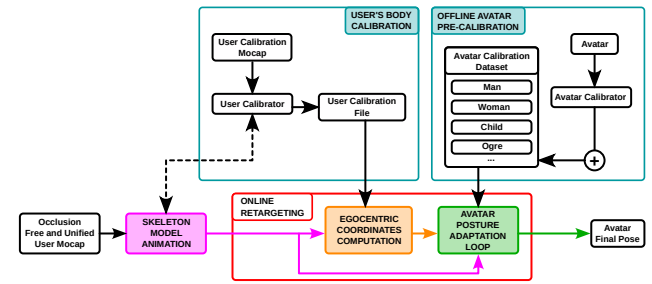 USER'S BODY
CALIBRATION
OFFLINE AVATAR
PRE-CALIBRATION
User Calibration
Mocap
User Calibrator
User Calibration
File
Avatar Calibration
Dataset
Man
Woman
Child
Ogre
...
Avatar
Avatar Calibrator
+
ONLINE
RETARGETING
Occlusion
Free and Unified
User Mocap
SKELETON
MODEL
ANIMATION
EGOCENTRIC
COORDINATES
COMPUTATION
AVATAR
POSTURE
ADAPTATION
LOOP
Avatar
Final Pose